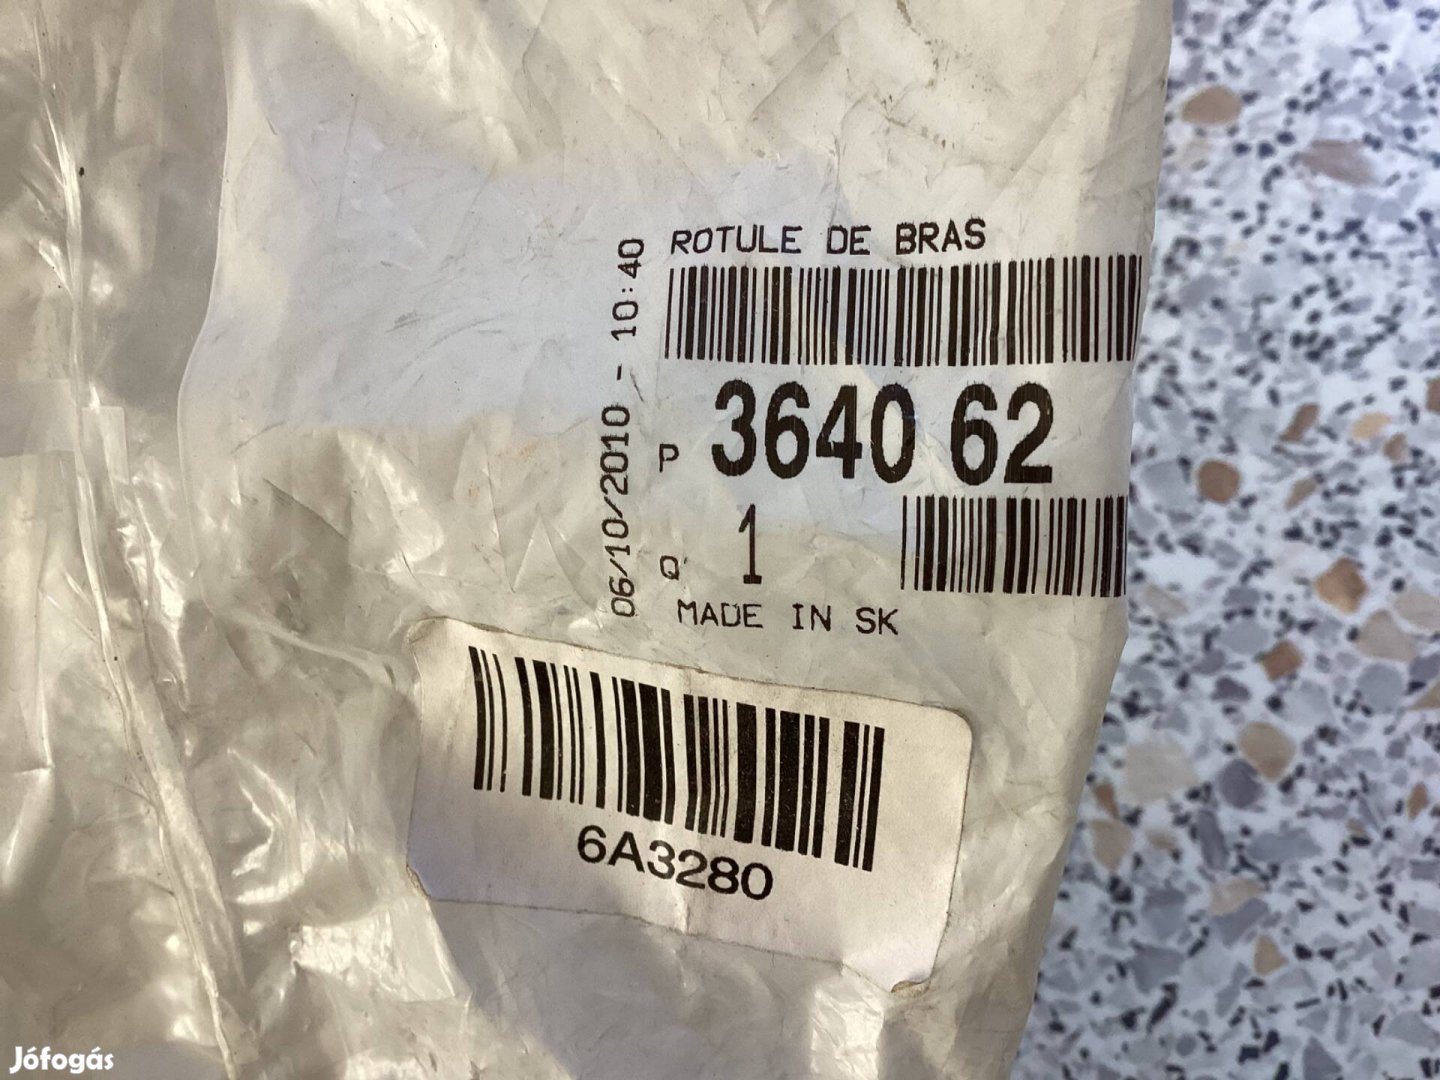 ROTULE DE BRAS
06/10/2010 - 10:40
P 3640 62
Q 1
MADE IN SK
6A3280
Jófogás